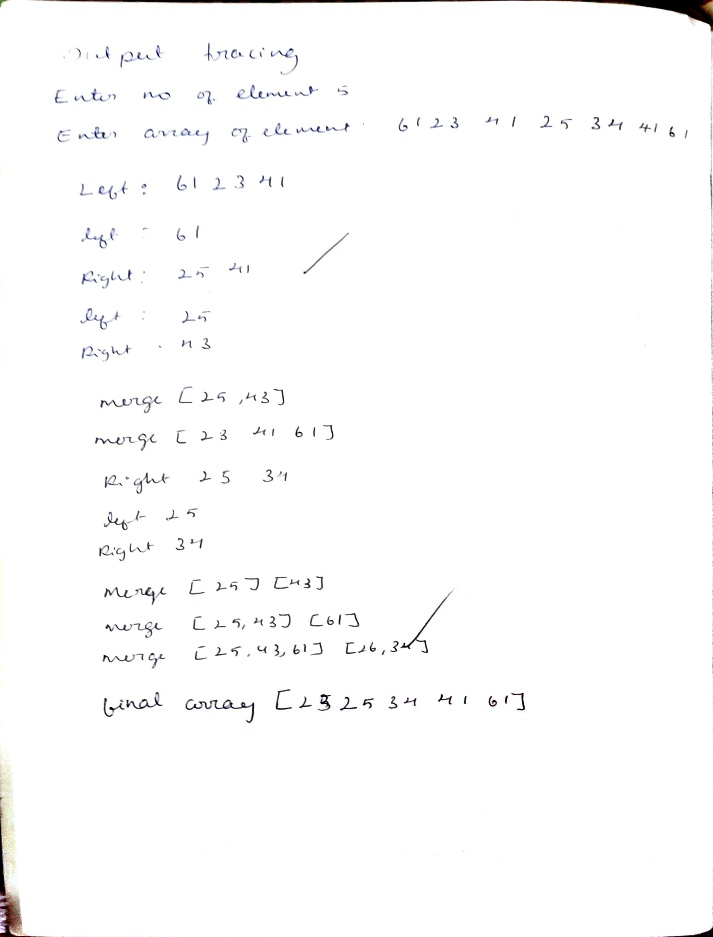 Output tracing
Enter no of element 5
Enter array of element 61 23 41 25 34 41 61
Left : 61 23 41
left : 61
Right : 25 41
left : 25
Right . 43
merge [25,43]
merge [23 41 61]
Right 25 34
left 25
Right 34
merge [25] [43]
merge [25,43] [61]
merge [25,43,61] [26,34]
final array [23 25 34 41 61]